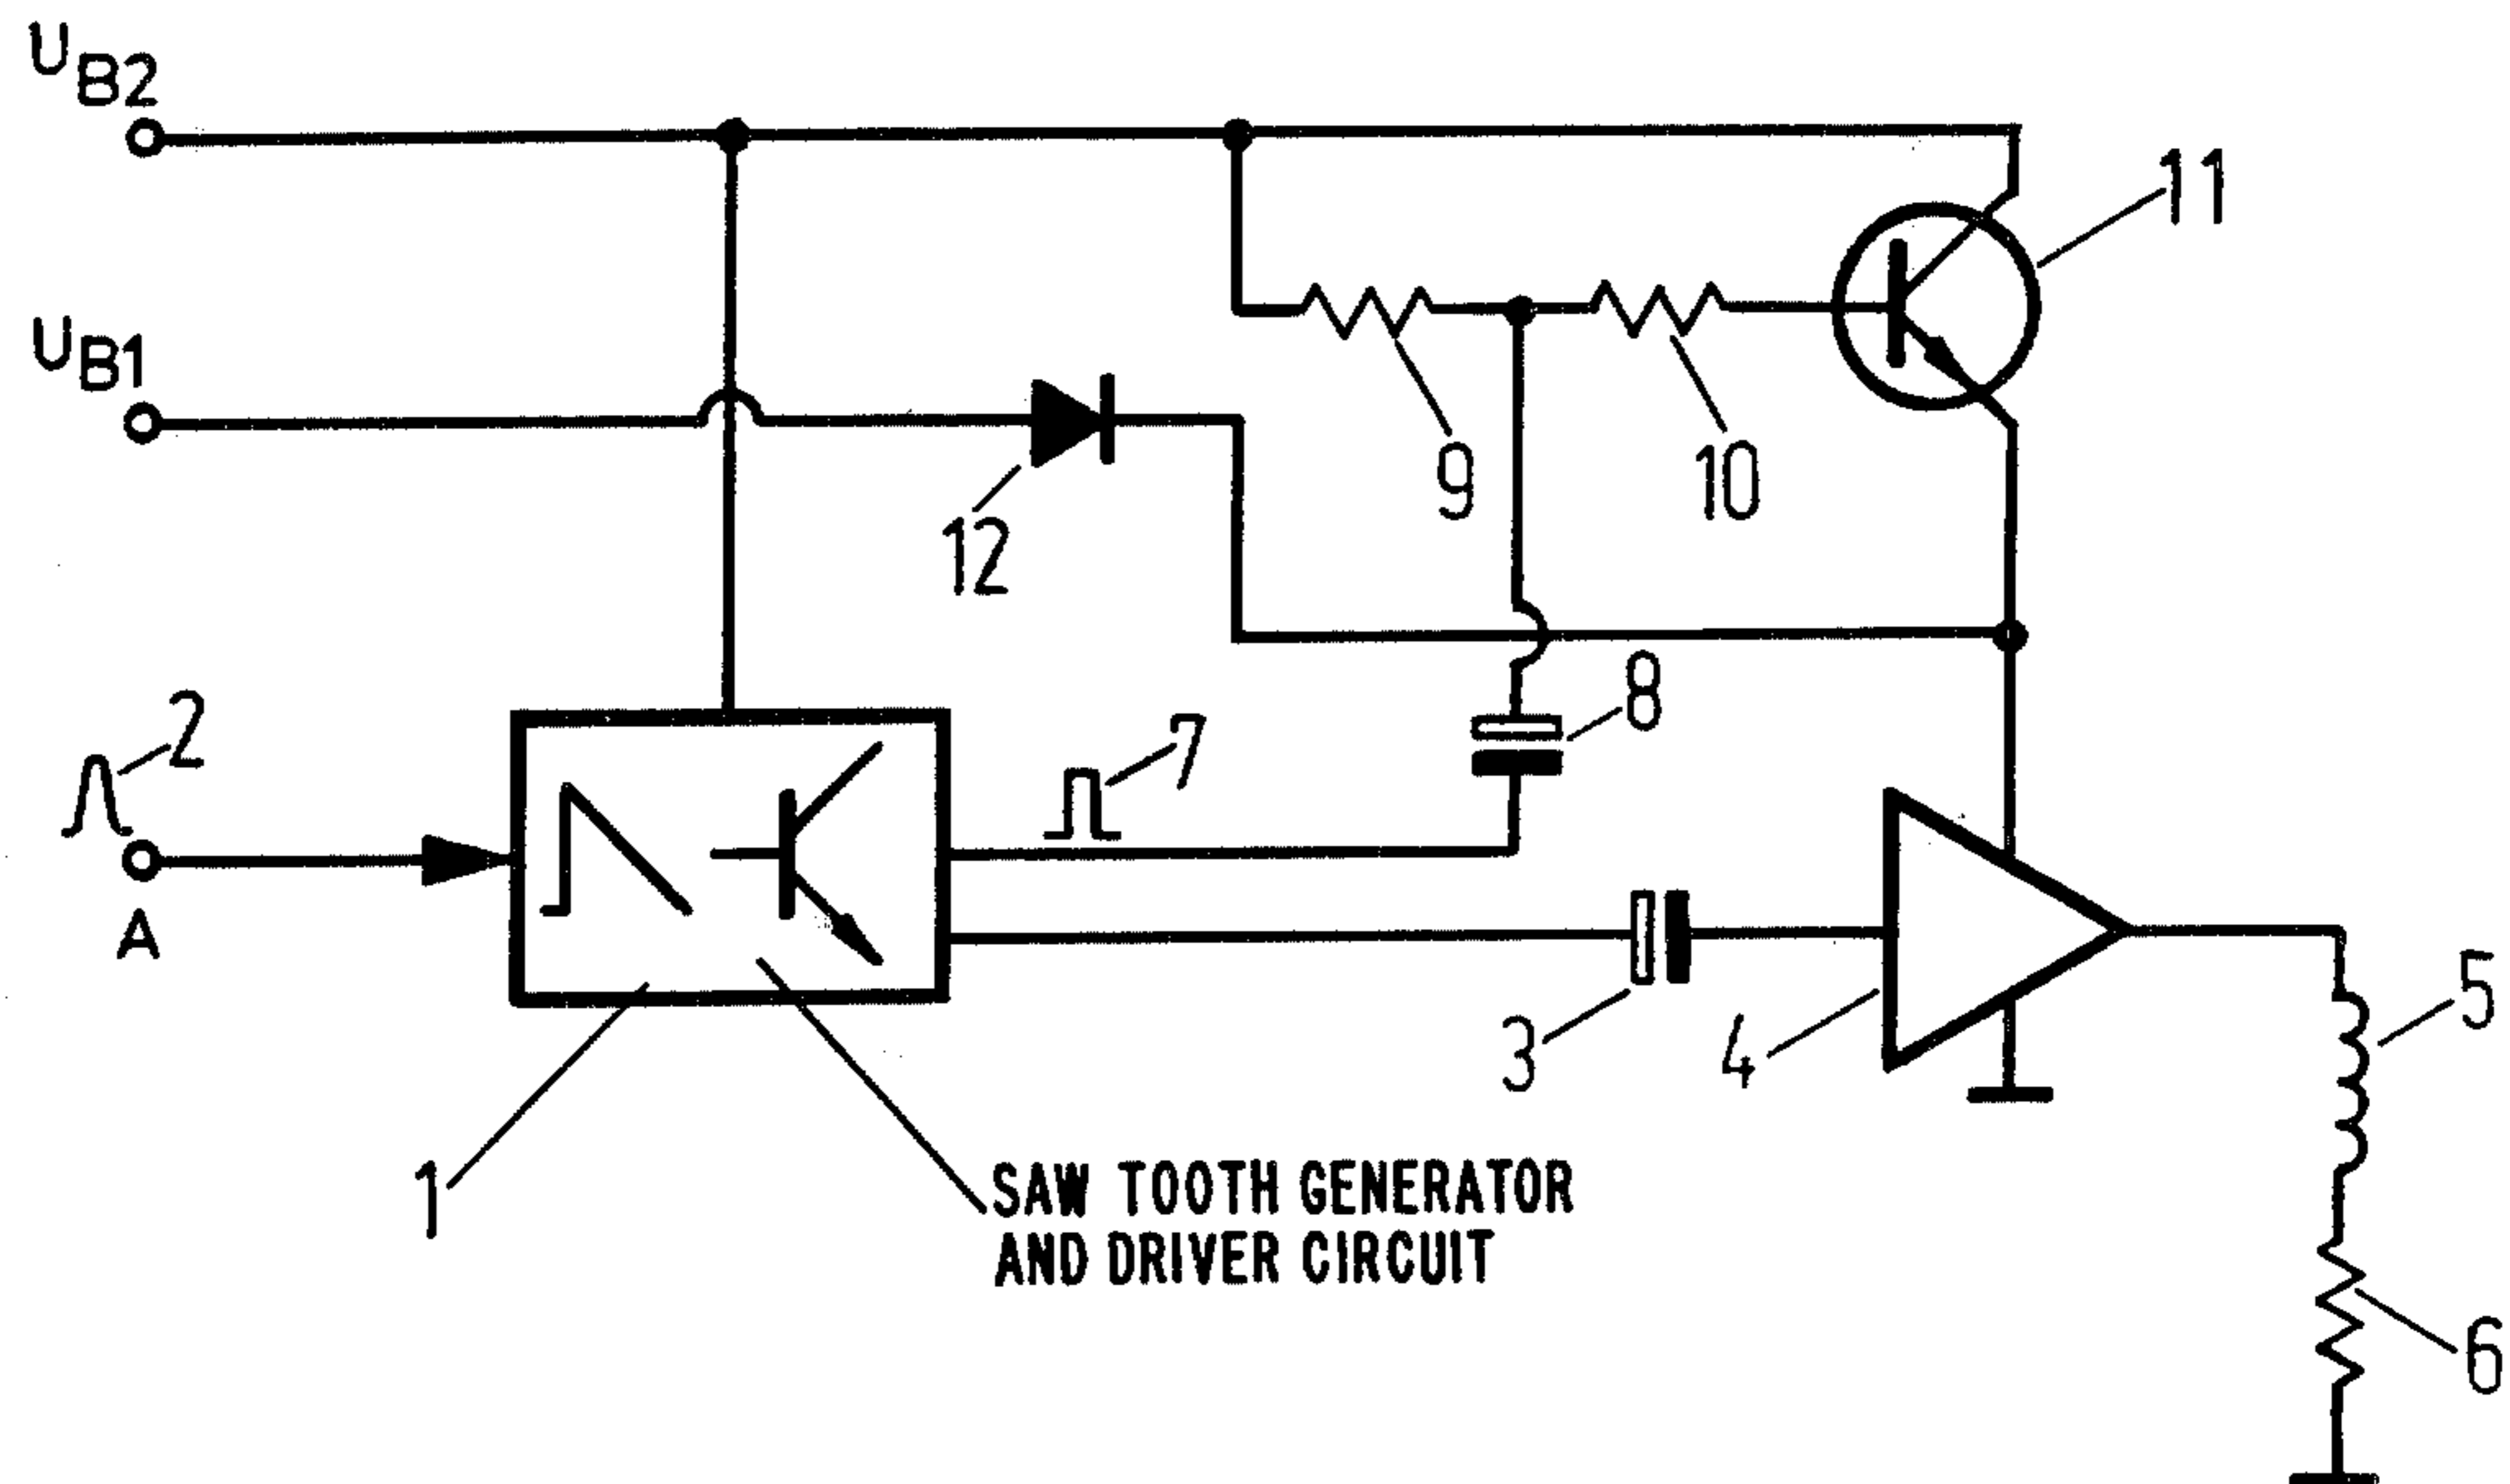 UB2
11
UB1
9
10
12
2
7
8
A
3
4
5
1
SAW TOOTH GENERATOR
AND DRIVER CIRCUIT
6